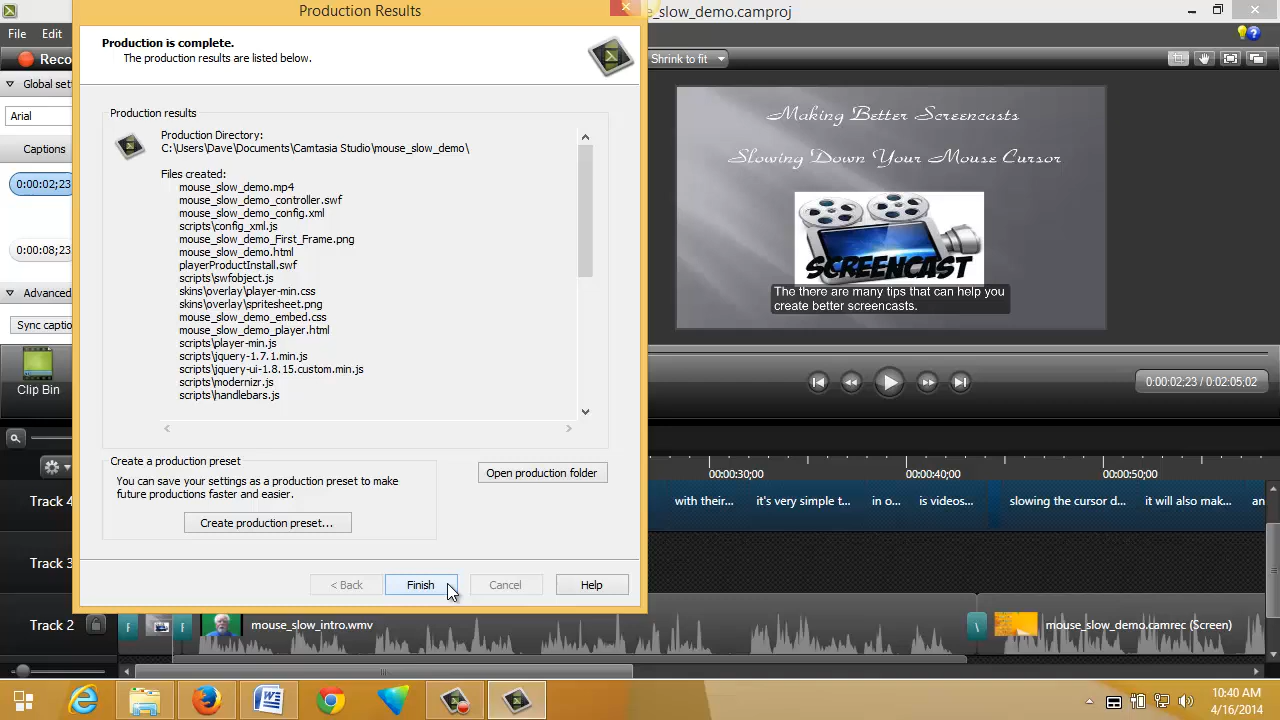 Production Results
e_slow_demo.camproj
File
Edit
Reco
Global sett
Arial
Captions
0:00:02;23
0:00:08;23
Advanced
Sync captio
Clip Bin
Production is complete.
The production results are listed below.
Production results
Production Directory:
C:\Users\Dave\Documents\Camtasia Studio\mouse_slow_demo\
Files created:
mouse_slow_demo.mp4
mouse_slow_demo_controller.swf
mouse_slow_demo_config.xml
scripts\config_xml.js
mouse_slow_demo_First_Frame.png
mouse_slow_demo.html
playerProductInstall.swf
scripts\swfobject.js
skins\overlay\player-min.css
skins\overlay\spritesheet.png
mouse_slow_demo_embed.css
mouse_slow_demo_player.html
scripts\player-min.js
scripts\jquery-1.7.1.min.js
scripts\jquery-ui-1.8.15.custom.min.js
scripts\modernizr.js
scripts\handlebars.js
Create a production preset
You can save your settings as a production preset to make
future productions faster and easier.
Create production preset...
Open production folder
< Back
Finish
Cancel
Help
Shrink to fit
Making Better Screencasts
Slowing Down Your Mouse Cursor
SCREENCAST
The there are many tips that can help you
create better screencasts.
0:00:02;23 / 0:02:05;02
00:00:30;00
00:00:40;00
00:00:50;00
Track 4
with their...
it's very simple t...
in o...
is videos...
slowing the cursor d...
it will also mak...
an
Track 3
Track 2
mouse_slow_intro.wmv
mouse_slow_demo.camrec (Screen)
10:40 AM
4/16/2014